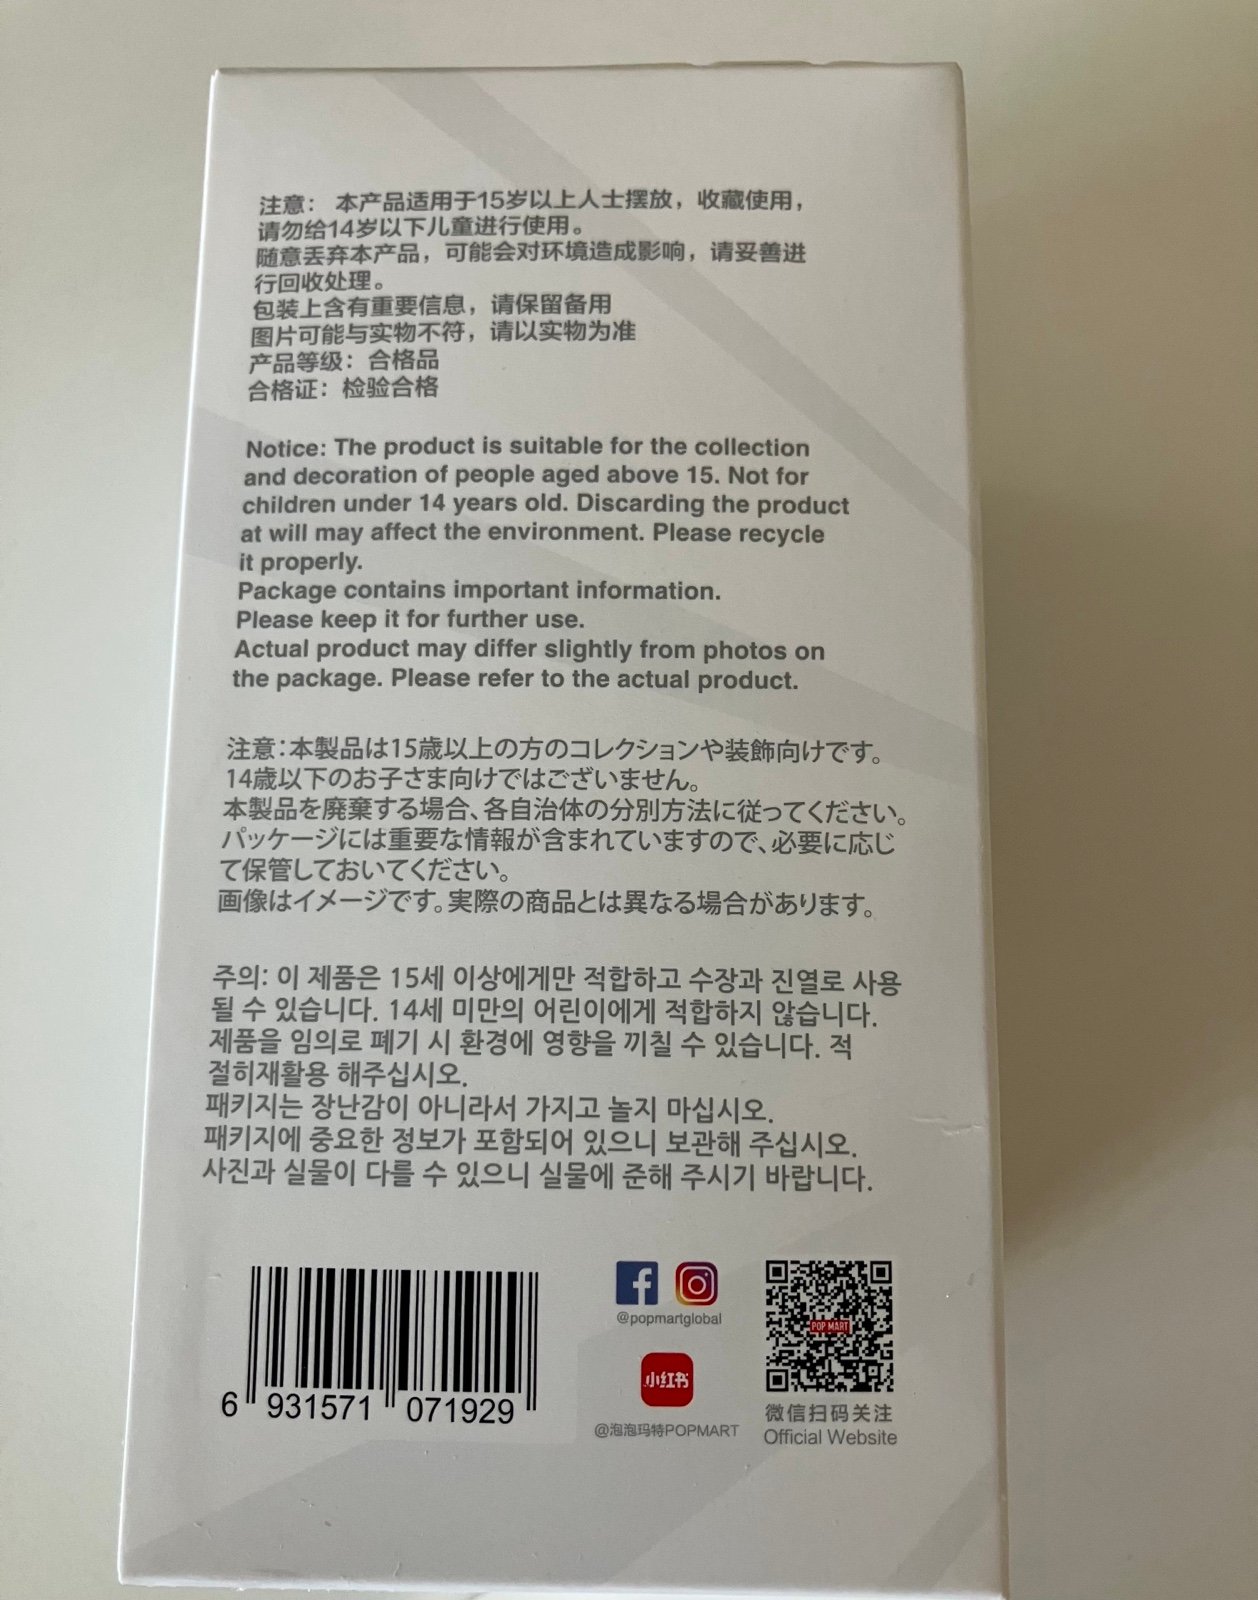 注意： 本产品适用于15岁以上人士摆放，收藏使用，
请勿给14岁以下儿童进行使用。
随意丢弃本产品，可能会对环境造成影响，请妥善进
行回收处理。
包装上含有重要信息，请保留备用
图片可能与实物不符，请以实物为准
产品等级：合格品
合格证：检验合格
Notice: The product is suitable for the collection
and decoration of people aged above 15. Not for
children under 14 years old. Discarding the product
at will may affect the environment. Please recycle
it properly.
Package contains important information.
Please keep it for further use.
Actual product may differ slightly from photos on
the package. Please refer to the actual product.
注意：本製品は15歳以上の方のコレクションや装飾向けです。
14歳以下のお子さま向けではございません。
本製品を廃棄する場合、各自治体の分別方法に従ってください。
パッケージには重要な情報が含まれていますので、必要に応じ
て保管しておいてください。
画像はイメージです。実際の商品とは異なる場合があります。
주의: 이 제품은 15세 이상에게만 적합하고 수장과 진열로 사용
될 수 있습니다. 14세 미만의 어린이에게 적합하지 않습니다.
제품을 임의로 폐기 시 환경에 영향을 끼칠 수 있습니다. 적
절히재활용 해주십시오.
패키지는 장난감이 아니라서 가지고 놀지 마십시오.
패키지에 중요한 정보가 포함되어 있으니 보관해 주십시오.
사진과 실물이 다를 수 있으니 실물에 준해 주시기 바랍니다.
6 931571 071929
@popmartglobal
小红书
@泡泡玛特POPMART
POP MART
微信扫码关注
Official Website